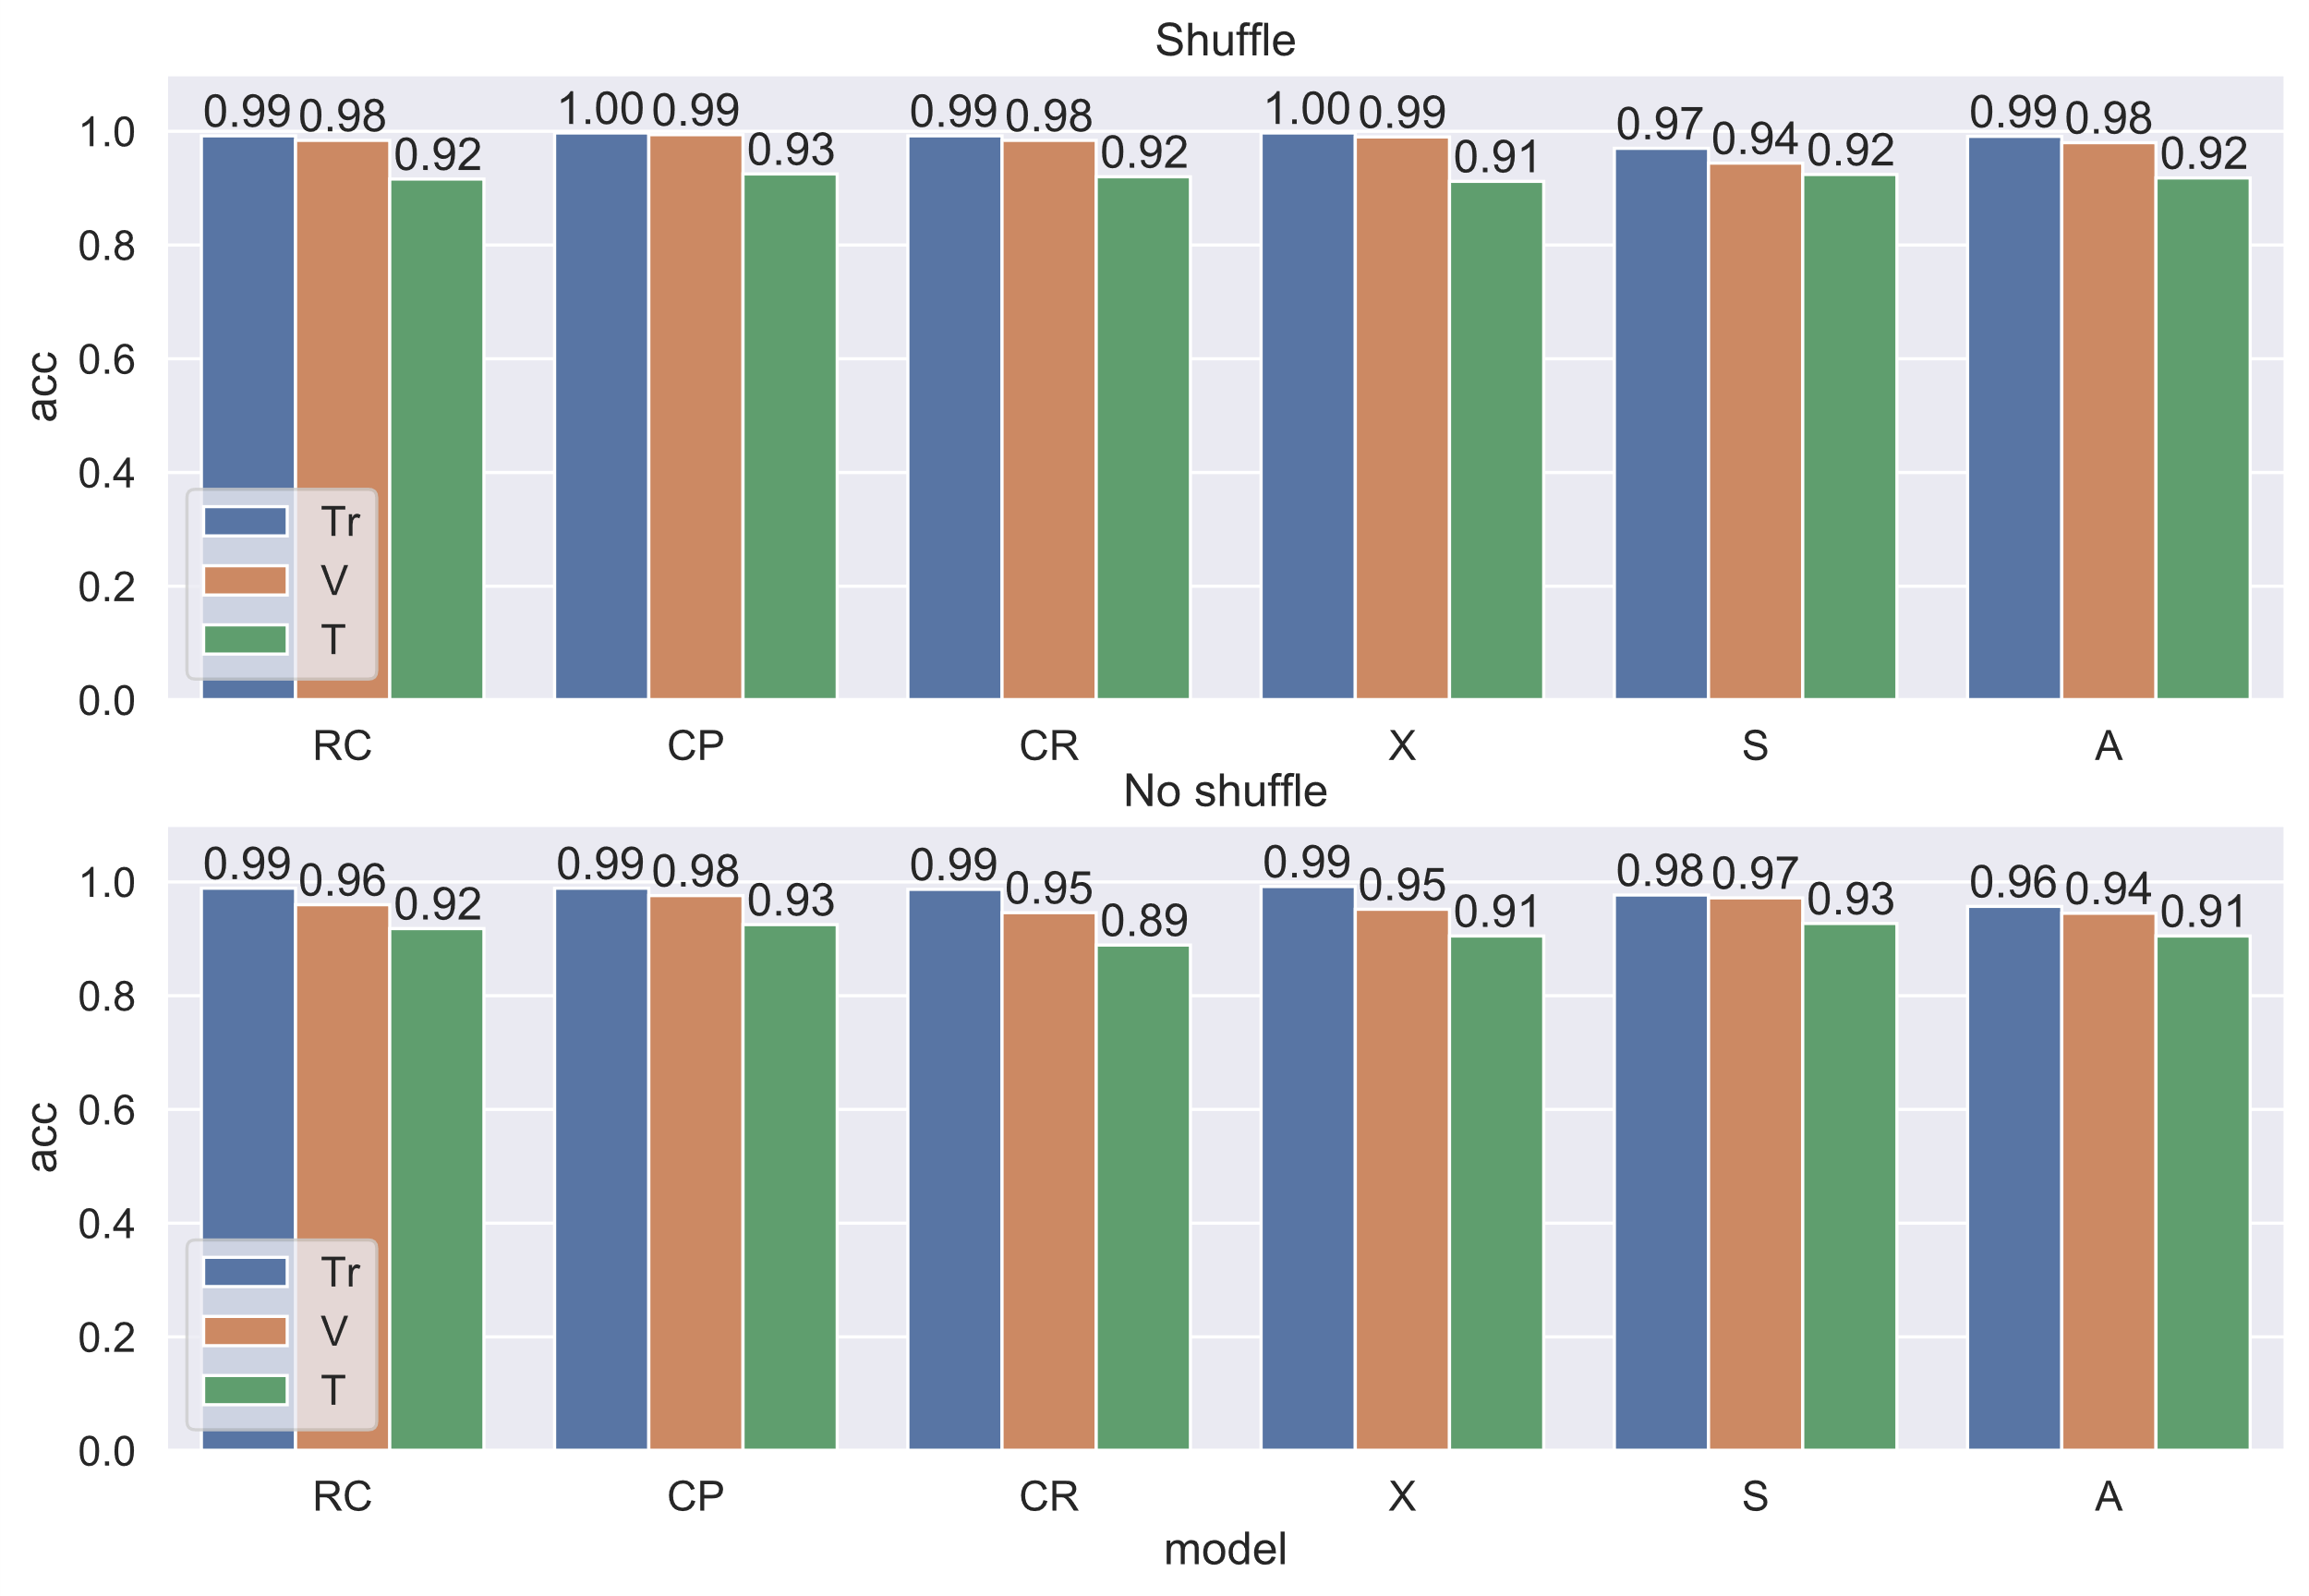 Shuffle
acc
1.0
0.8
0.6
0.4
0.2
0.0
0.99 0.98 0.92 1.00 0.99 0.93 0.99 0.98 0.92 1.00 0.99 0.91 0.97 0.94 0.92 0.99 0.98 0.92
Tr
V
T
RC CP CR X S A
No shuffle
acc
1.0
0.8
0.6
0.4
0.2
0.0
0.99 0.96 0.92 0.99 0.98 0.93 0.99 0.95 0.89 0.99 0.95 0.91 0.98 0.97 0.93 0.96 0.94 0.91
Tr
V
T
RC CP CR X S A
model